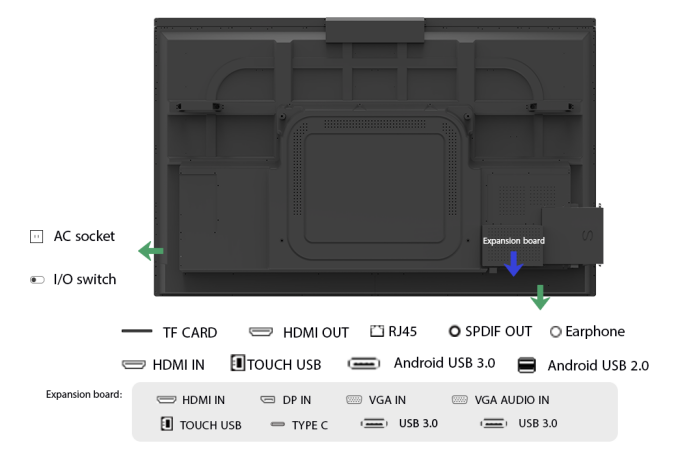 Expansion board
AC socket
I/O switch
TF CARD HDMI OUT RJ45 SPDIF OUT Earphone
HDMI IN TOUCH USB Android USB 3.0 Android USB 2.0
Expansion board:
HDMI IN DP IN VGA IN VGA AUDIO IN
TOUCH USB TYPE C USB 3.0 USB 3.0